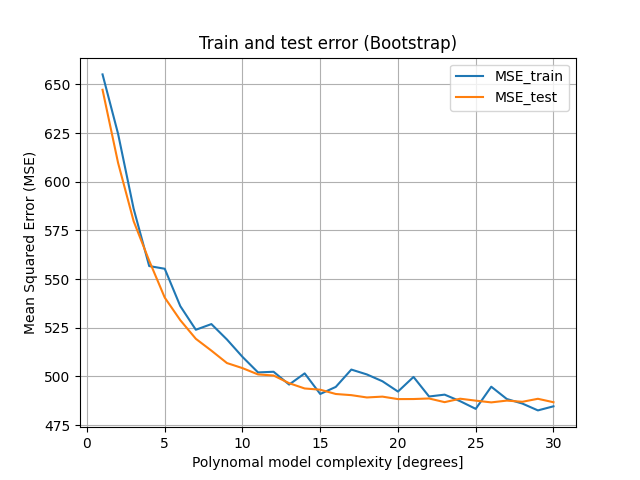 Train and test error (Bootstrap)
MSE_train
MSE_test
Mean Squared Error (MSE)
650
625
600
575
550
525
500
475
0 5 10 15 20 25 30
Polynomal model complexity [degrees]